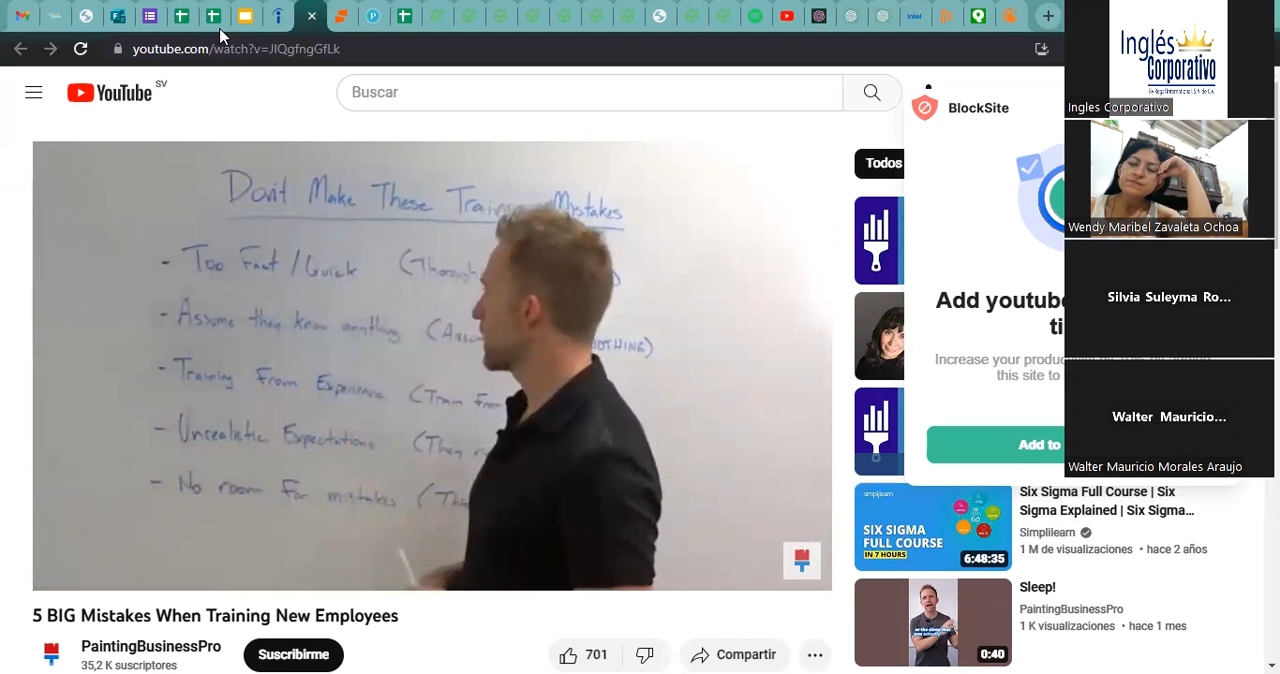 youtube.com/watch?v=JIQgfngGfLk
YouTube SV
Buscar
BlockSite
Todos
Add youtube
ti
Increase your produc
this site to
Add to
Inglés
Corporativo
Ingles Corporativo
Wendy Maribel Zavaleta Ochoa
Silvia Suleyma Ro...
Walter Mauricio...
Walter Mauricio Morales Araujo
Don't Make These Training Mistakes
- Too Fast / Quick (Thorough
- Assume they know anything (Assu NOTHING)
- Training From Experience (Train From
- Unrealistic Expectations (They
- No room for mistakes (The
5 BIG Mistakes When Training New Employees
PaintingBusinessPro
35,2 K suscriptores
Suscribirme
701
Compartir
simplilearn
SIX SIGMA
FULL COURSE
IN 7 HOURS
6:48:35
Six Sigma Full Course | Six
Sigma Explained | Six Sigma...
Simplilearn
1 M de visualizaciones • hace 2 años
0:40
Sleep!
PaintingBusinessPro
1 K visualizaciones • hace 1 mes